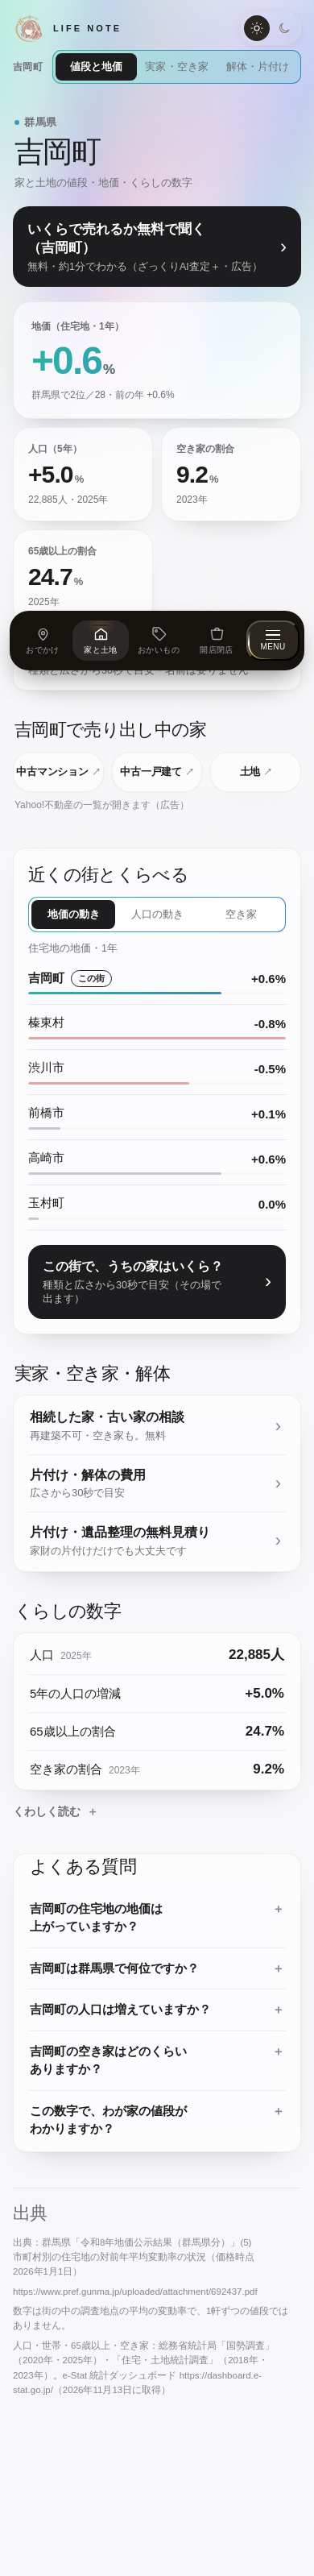 LIFE NOTE
吉岡町
値段と地価
実家・空き家
解体・片付け
群馬県
吉岡町
家と土地の値段・地価・くらしの数字
いくらで売れるか無料で聞く
（吉岡町）
無料・約1分でわかる（ざっくりAI査定＋・広告）
›
地価（住宅地・1年）
+0.6%
群馬県で2位／28・前の年 +0.6%
人口（5年）
+5.0%
22,885人・2025年
空き家の割合
9.2%
2023年
65歳以上の割合
24.7%
2025年
おでかけ
家と土地
おかいもの
開店閉店
MENU
吉岡町で売り出し中の家
中古マンション ↗
中古一戸建て ↗
土地 ↗
Yahoo!不動産の一覧が開きます（広告）
近くの街とくらべる
地価の動き
人口の動き
空き家
住宅地の地価・1年
吉岡町 この街 +0.6%
榛東村 -0.8%
渋川市 -0.5%
前橋市 +0.1%
高崎市 +0.6%
玉村町 0.0%
この街で、うちの家はいくら？
種類と広さから30秒で目安（その場で
出ます）
›
実家・空き家・解体
相続した家・古い家の相談
再建築不可・空き家も。無料
›
片付け・解体の費用
広さから30秒で目安
›
片付け・遺品整理の無料見積り
家財の片付けだけでも大丈夫です
›
くらしの数字
人口 2025年 22,885人
5年の人口の増減 +5.0%
65歳以上の割合 24.7%
空き家の割合 2023年 9.2%
くわしく読む +
よくある質問
吉岡町の住宅地の地価は +
上がっていますか？
吉岡町は群馬県で何位ですか？ +
吉岡町の人口は増えていますか？ +
吉岡町の空き家はどのくらい +
ありますか？
この数字で、わが家の値段が +
わかりますか？
出典
出典：群馬県「令和8年地価公示結果（群馬県分）」(5)
市町村別の住宅地の対前年平均変動率の状況（価格時点
2026年1月1日）
https://www.pref.gunma.jp/uploaded/attachment/692437.pdf
数字は街の中の調査地点の平均の変動率で、1軒ずつの値段では
ありません。
人口・世帯・65歳以上・空き家：総務省統計局「国勢調査」
（2020年・2025年）・「住宅・土地統計調査」（2018年・
2023年）。e-Stat 統計ダッシュボード https://dashboard.e-
stat.go.jp/（2026年11月13日に取得）